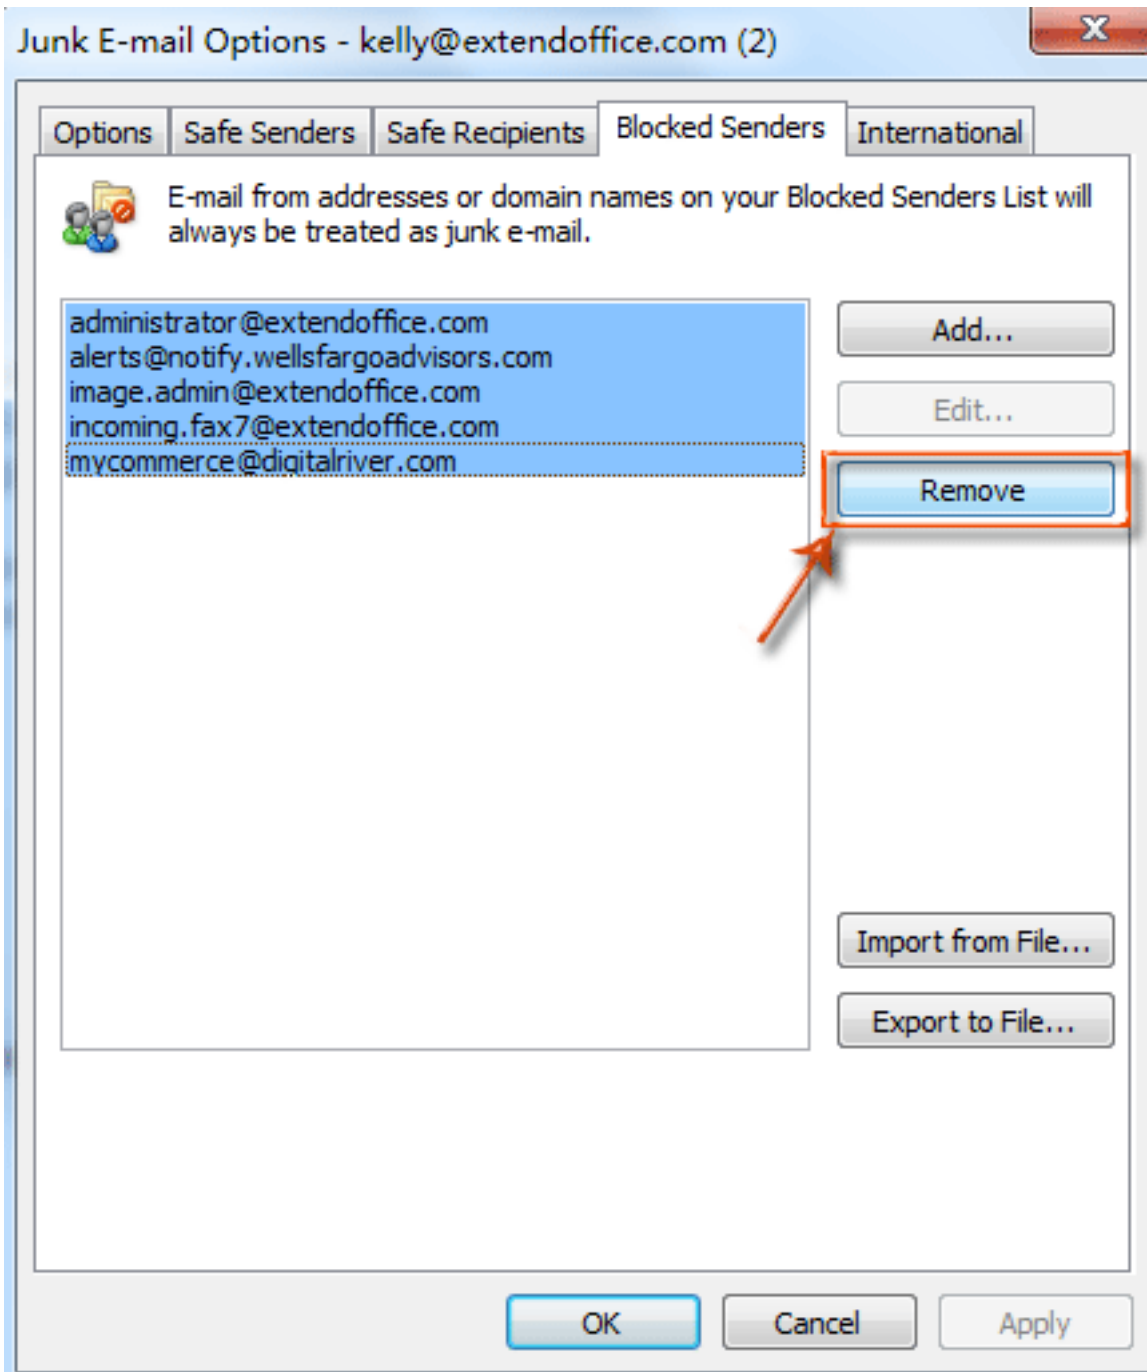 Junk E-mail Options - kelly@extendoffice.com (2)
Options Safe Senders Safe Recipients Blocked Senders International
E-mail from addresses or domain names on your Blocked Senders List will
always be treated as junk e-mail.
administrator@extendoffice.com
alerts@notify.wellsfargoadvisors.com
image.admin@extendoffice.com
incoming.fax7@extendoffice.com
mycommerce@digitalriver.com
Add...
Edit...
Remove
Import from File...
Export to File...
OK Cancel Apply